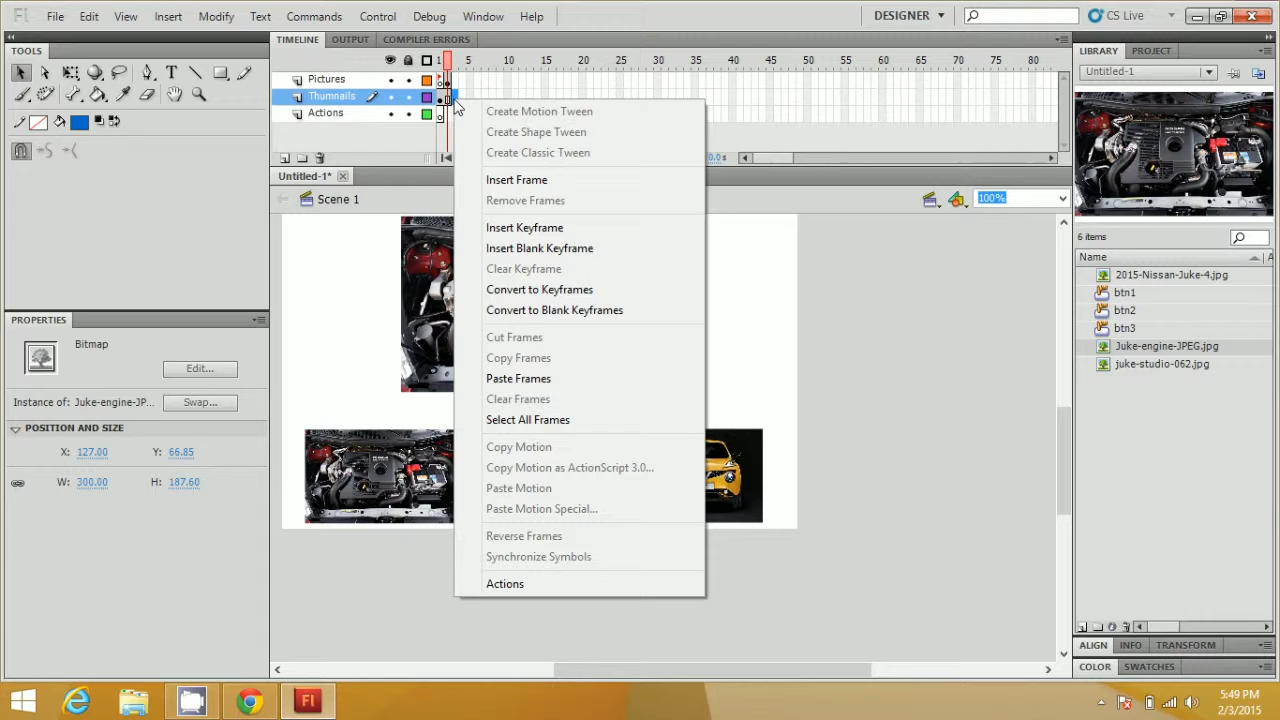 Fl
File
Edit
View
Insert
Modify
Text
Commands
Control
Debug
Window
Help
DESIGNER
CS Live
TOOLS
TIMELINE
OUTPUT
COMPILER ERRORS
LIBRARY
PROJECT
1 5 10 15 20 25 30 35 40 45 50 55 60 65 70 75 80
Pictures
Thumnails
Actions
.0s
Untitled-1*
Scene 1
100%
Untitled-1
6 items
Name
2015-Nissan-Juke-4.jpg
btn1
btn2
btn3
Juke-engine-JPEG.jpg
juke-studio-062.jpg
Create Motion Tween
Create Shape Tween
Create Classic Tween
Insert Frame
Remove Frames
Insert Keyframe
Insert Blank Keyframe
Clear Keyframe
Convert to Keyframes
Convert to Blank Keyframes
Cut Frames
Copy Frames
Paste Frames
Clear Frames
Select All Frames
Copy Motion
Copy Motion as ActionScript 3.0...
Paste Motion
Paste Motion Special...
Reverse Frames
Synchronize Symbols
Actions
PROPERTIES
Bitmap
Edit...
Instance of: Juke-engine-JP...
Swap...
POSITION AND SIZE
X: 127.00 Y: 66.85
W: 300.00 H: 187.60
ALIGN
INFO
TRANSFORM
COLOR
SWATCHES
Fl
5:49 PM
2/3/2015